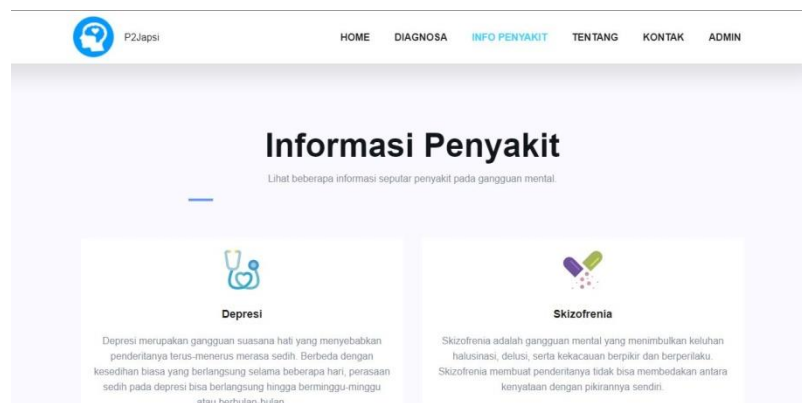 P2Japsi
HOME DIAGNOSA INFO PENYAKIT TENTANG KONTAK ADMIN
Informasi Penyakit
Lihat beberapa informasi seputar penyakit pada gangguan mental.
Depresi
Depresi merupakan gangguan suasana hati yang menyebabkan
penderitanya terus-menerus merasa sedih. Berbeda dengan
kesedihan biasa yang berlangsung selama beberapa hari, perasaan
sedih pada depresi bisa berlangsung hingga berminggu-minggu
atau berbulan-bulan
Skizofrenia
Skizofrenia adalah gangguan mental yang menimbulkan keluhan
halusinasi, delusi, serta kekacauan berpikir dan berperilaku.
Skizofrenia membuat penderitanya tidak bisa membedakan antara
kenyataan dengan pikirannya sendiri.